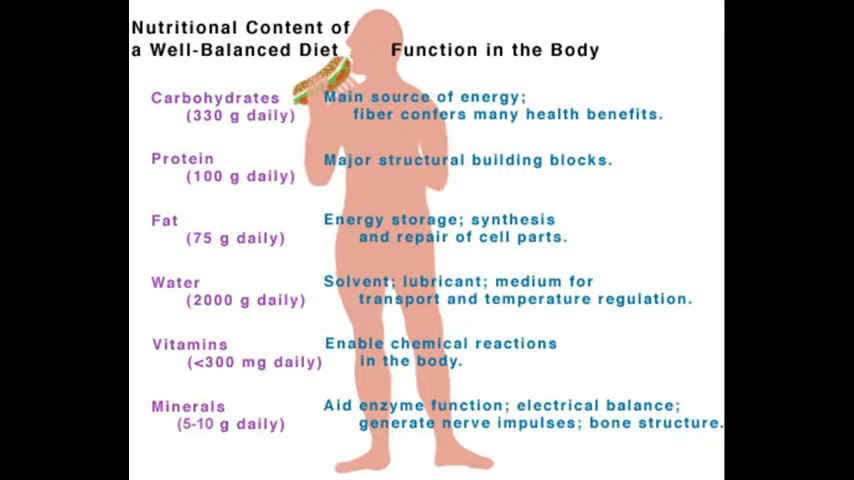 Nutritional Content of
a Well-Balanced Diet
Function in the Body
Carbohydrates
(330 g daily)
Main source of energy;
fiber confers many health benefits.
Protein
(100 g daily)
Major structural building blocks.
Fat
(75 g daily)
Energy storage; synthesis
and repair of cell parts.
Water
(2000 g daily)
Solvent; lubricant; medium for
transport and temperature regulation.
Vitamins
(<300 mg daily)
Enable chemical reactions
in the body.
Minerals
(5-10 g daily)
Aid enzyme function; electrical balance;
generate nerve impulses; bone structure.